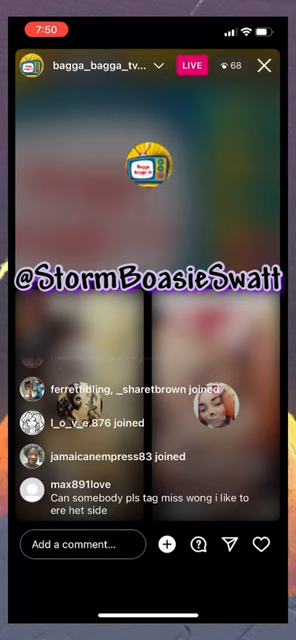 7:50
bagga_bagga_tv...
LIVE
68
@StormBoasieSwatt
ferrettibling, _sharetbrown joined
l_o_v_e.876 joined
jamaicanempress83 joined
max891love
Can somebody pls tag miss wong i like to
ere het side
Add a comment...